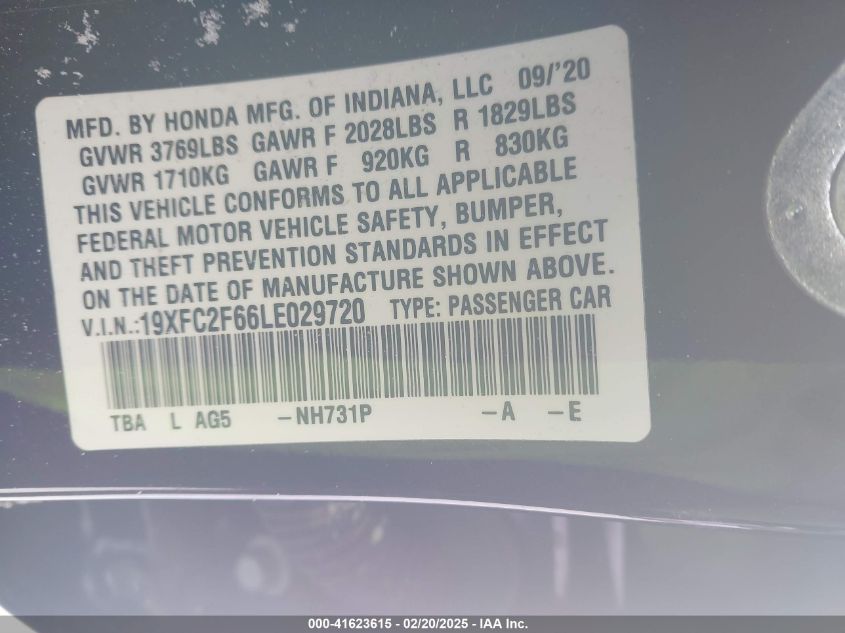 MFD. BY HONDA MFG. OF INDIANA, LLC 09/'20
GVWR 3769LBS GAWR F 2028LBS R 1829LBS
GVWR 1710KG GAWR F 920KG R 830KG
THIS VEHICLE CONFORMS TO ALL APPLICABLE
FEDERAL MOTOR VEHICLE SAFETY, BUMPER,
AND THEFT PREVENTION STANDARDS IN EFFECT
ON THE DATE OF MANUFACTURE SHOWN ABOVE.
V.I.N.:19XFC2F66LE029720 TYPE: PASSENGER CAR
TBA L AG5 -NH731P -A -E
000-41623615 - 02/20/2025 - IAA Inc.